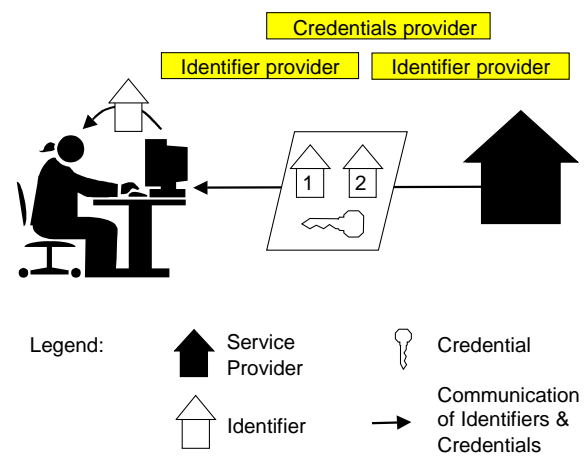 Credentials provider
Identifier provider
Identifier provider
1
2
Legend:
Service
Provider
Credential
Identifier
Communication
of Identifiers &
Credentials